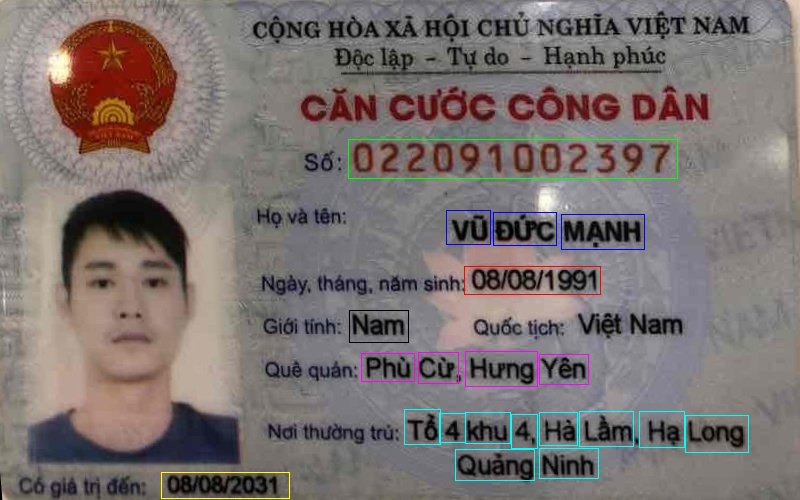 CỘNG HÒA XÃ HỘI CHỦ NGHĨA VIỆT NAM
Độc lập - Tự do - Hạnh phúc
CĂN CƯỚC CÔNG DÂN
Số: 022091002397
Họ và tên:
VŨ ĐỨC MẠNH
Ngày, tháng, năm sinh: 08/08/1991
Giới tính: Nam Quốc tịch: Việt Nam
Quê quán: Phù Cừ, Hưng Yên
Nơi thường trú: Tổ 4 khu 4, Hà Lầm, Hạ Long
Quảng Ninh
Có giá trị đến: 08/08/2031